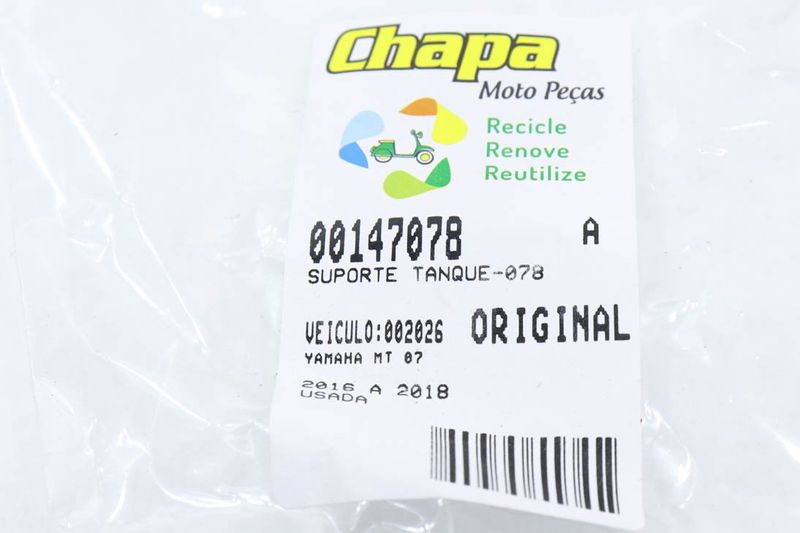 Chapa
Moto Peças
Recicle
Renove
Reutilize
00147078 A
SUPORTE TANQUE-078
VEICULO:002026 ORIGINAL
YAMAHA MT 07
2016 A 2018
USADA